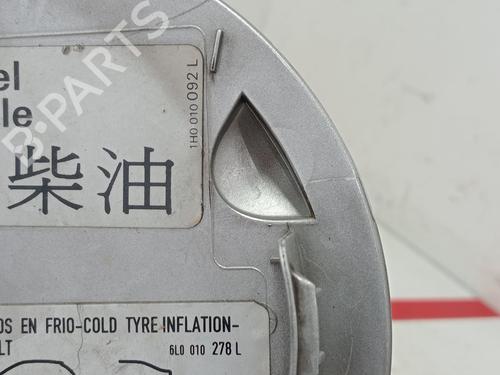 el
le
柴油
1H0 010 092 L
OS EN FRIO-COLD TYRE INFLATION-
LT
6L0 010 278 L
B-PARTS